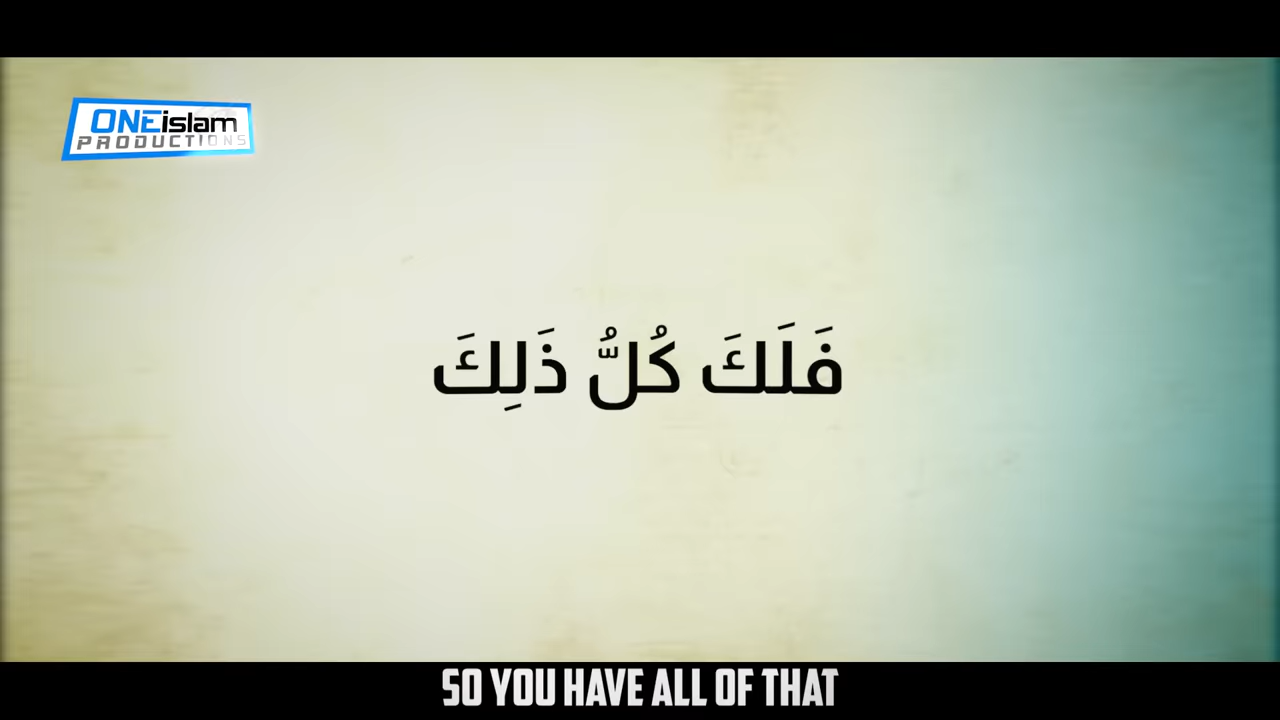 ONEislam
PRODUCTIONS
فَلَكَ كُلُّ ذَلِكَ
SO YOU HAVE ALL OF THAT